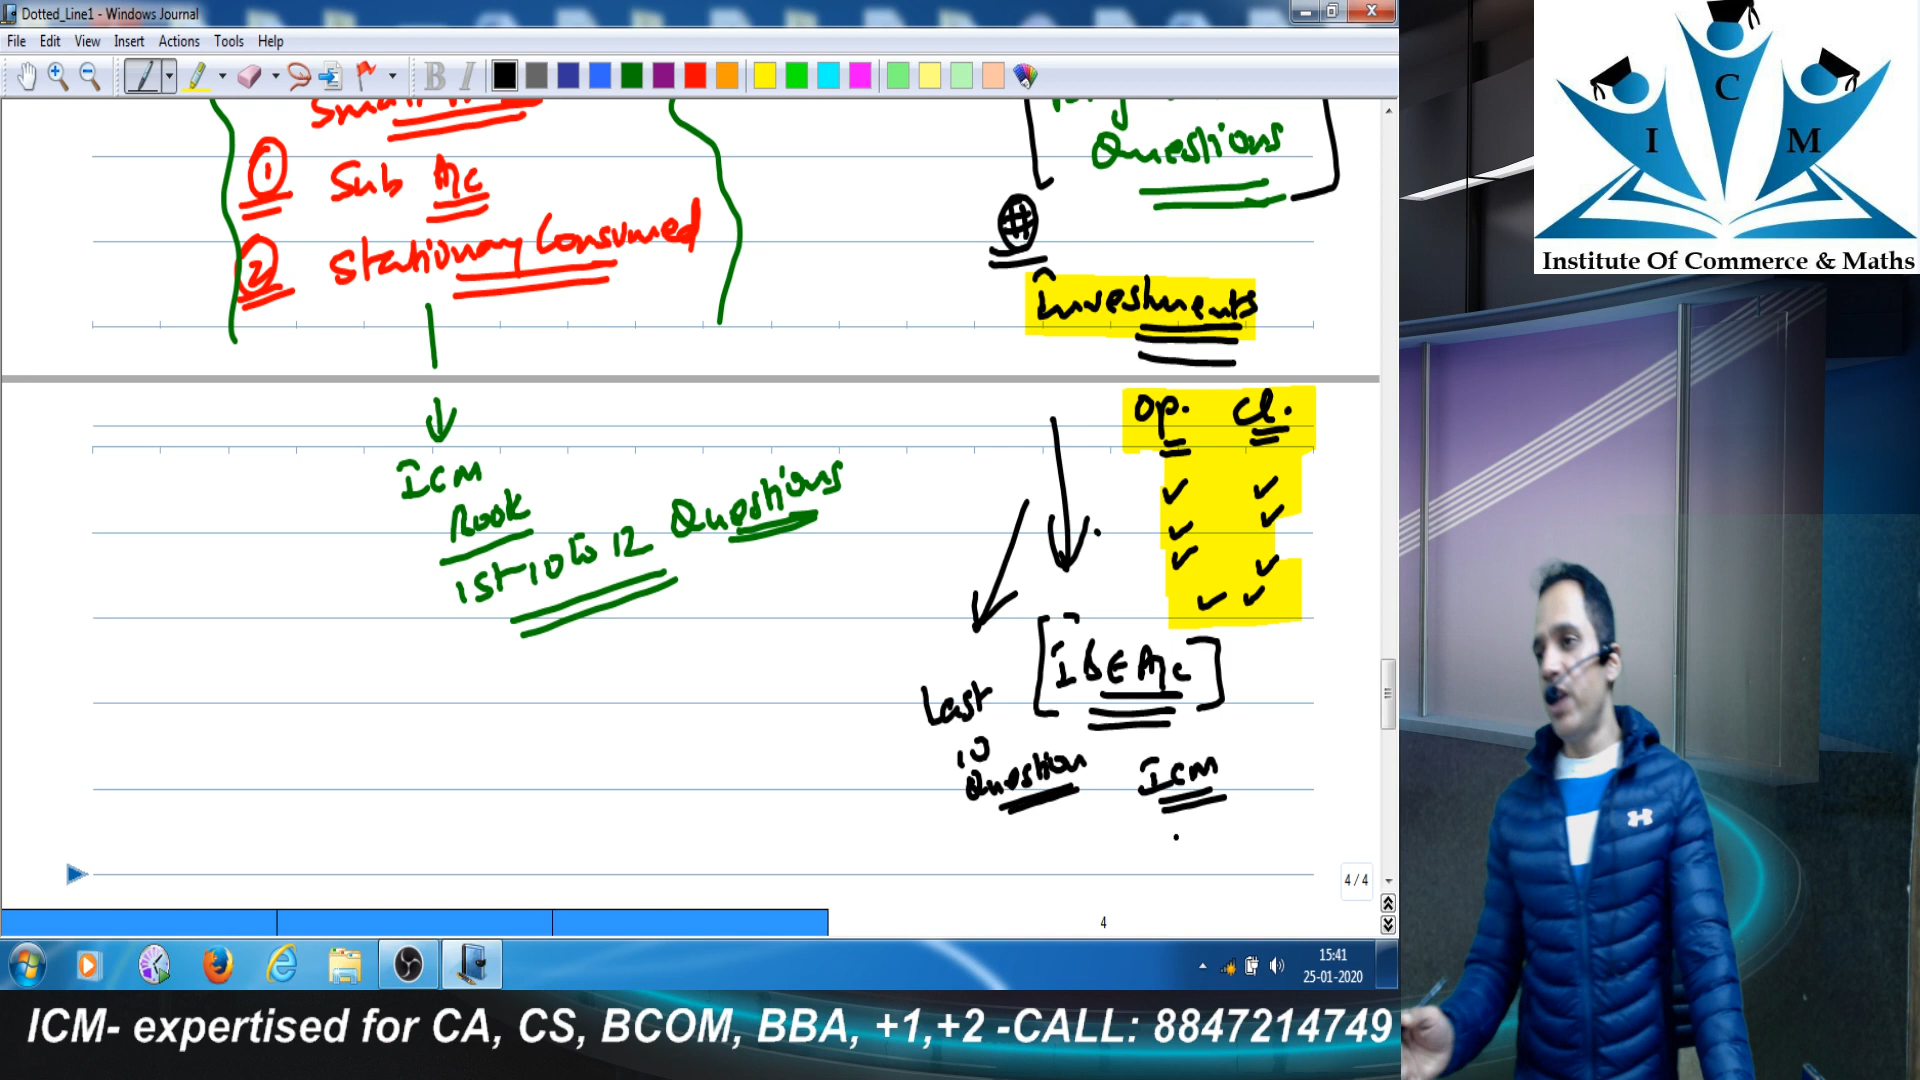 Dotted_Line1 - Windows Journal
File Edit View Insert Actions Tools Help
B I
Small
① Sub A/c
② Stationary Consumed
Questions
#
Investments
Op. Cl.
ICM
Book
1st 10 to 12 Questions
[IBE A/c]
Last
10
Question
ICM
4 / 4
4
15:41
25-01-2020
I C M
Institute Of Commerce & Maths
ICM- expertised for CA, CS, BCOM, BBA, +1,+2 -CALL: 8847214749